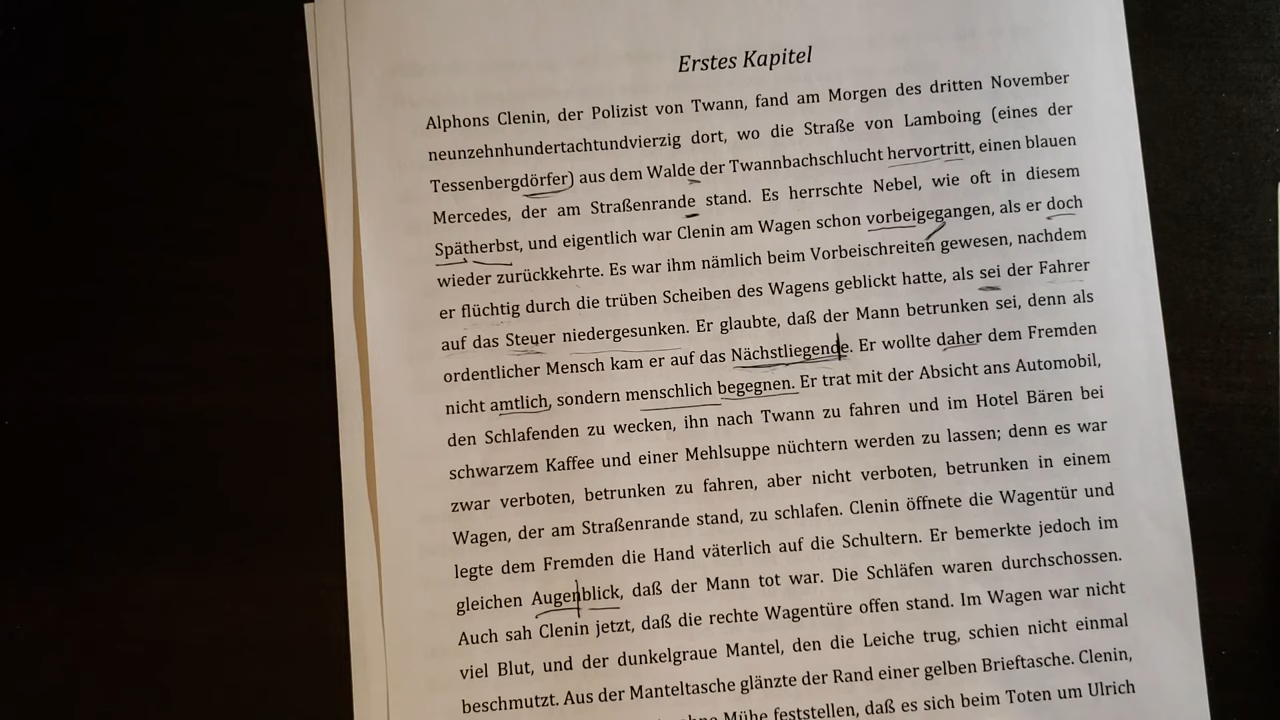 Erstes Kapitel
Alphons Clenin, der Polizist von Twann, fand am Morgen des dritten November
neunzehnhundertachtundvierzig dort, wo die Straße von Lamboing (eines der
Tessenbergdörfer) aus dem Walde der Twannbachschlucht hervortritt, einen blauen
Mercedes, der am Straßenrande stand. Es herrschte Nebel, wie oft in diesem
Spätherbst, und eigentlich war Clenin am Wagen schon vorbeigegangen, als er doch
wieder zurückkehrte. Es war ihm nämlich beim Vorbeischreiten gewesen, nachdem
er flüchtig durch die trüben Scheiben des Wagens geblickt hatte, als sei der Fahrer
auf das Steuer niedergesunken. Er glaubte, daß der Mann betrunken sei, denn als
ordentlicher Mensch kam er auf das Nächstliegende. Er wollte daher dem Fremden
nicht amtlich, sondern menschlich begegnen. Er trat mit der Absicht ans Automobil,
den Schlafenden zu wecken, ihn nach Twann zu fahren und im Hotel Bären bei
schwarzem Kaffee und einer Mehlsuppe nüchtern werden zu lassen; denn es war
zwar verboten, betrunken zu fahren, aber nicht verboten, betrunken in einem
Wagen, der am Straßenrande stand, zu schlafen. Clenin öffnete die Wagentür und
legte dem Fremden die Hand väterlich auf die Schultern. Er bemerkte jedoch im
gleichen Augenblick, daß der Mann tot war. Die Schläfen waren durchschossen.
Auch sah Clenin jetzt, daß die rechte Wagentüre offen stand. Im Wagen war nicht
viel Blut, und der dunkelgraue Mantel, den die Leiche trug, schien nicht einmal
beschmutzt. Aus der Manteltasche glänzte der Rand einer gelben Brieftasche. Clenin,
Mühe feststellen, daß es sich beim Toten um Ulrich